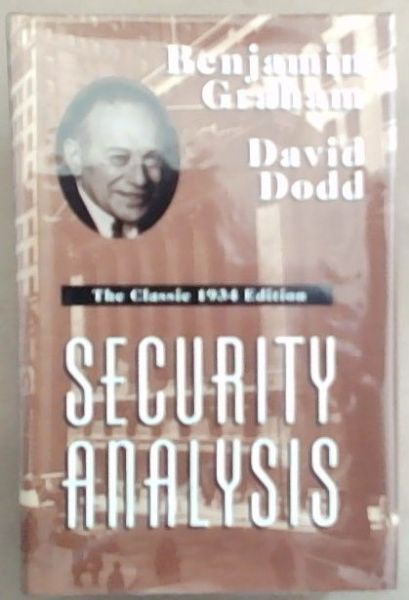 Benjamin
Graham
David
Dodd
The Classic 1934 Edition
SECURITY
ANALYSIS